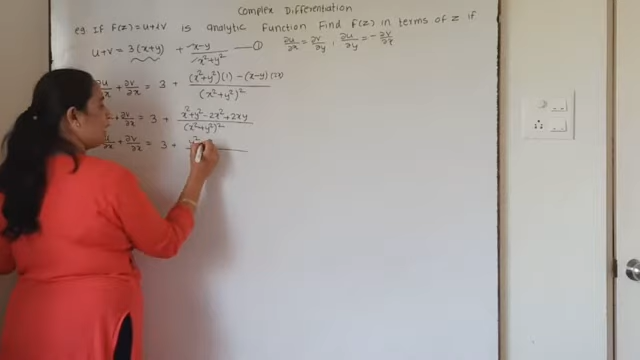 Complex Differentiation
eg. If F(z)=u+iv is analytic Function Find F(z) in terms of z if
u+v = 3(x+y) + x-y / x²+y² —① ∂u/∂x = ∂v/∂y , ∂u/∂y = -∂v/∂x
∂u/∂x + ∂v/∂x = 3 + (x²+y²)(1) - (x-y)(2x) / (x²+y²)²
+ ∂v/∂x = 3 + x²+y²-2x²+2xy / (x²+y²)²
+ ∂v/∂x = 3 + y²